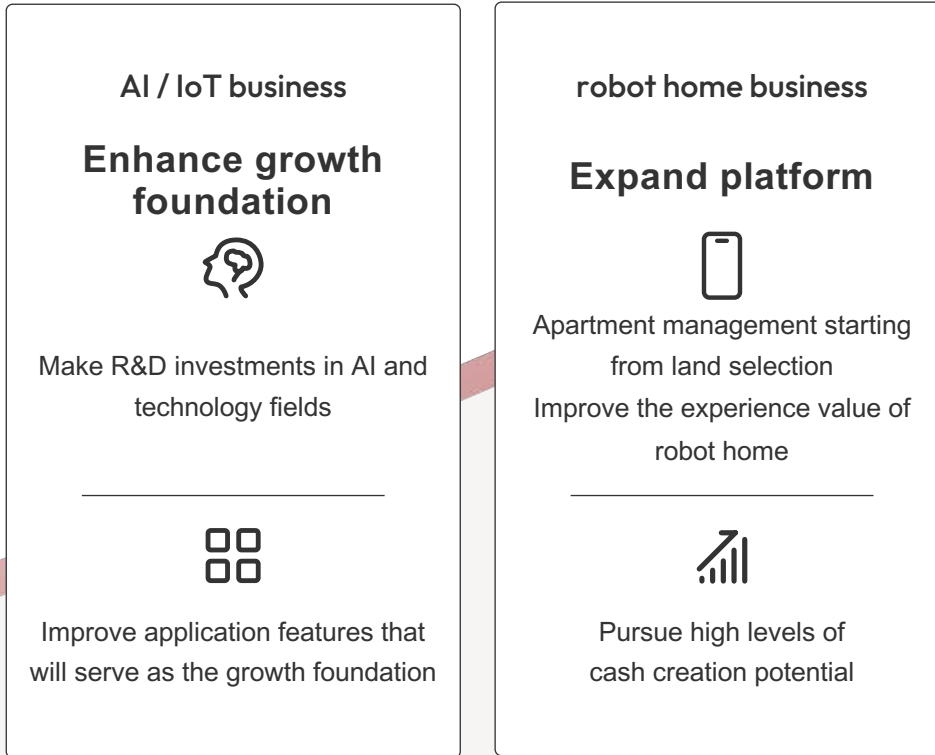 AI / IoT business
Enhance growth
foundation
Make R&D investments in AI and
technology fields
Improve application features that
will serve as the growth foundation
robot home business
Expand platform
Apartment management starting
from land selection
Improve the experience value of
robot home
Pursue high levels of
cash creation potential